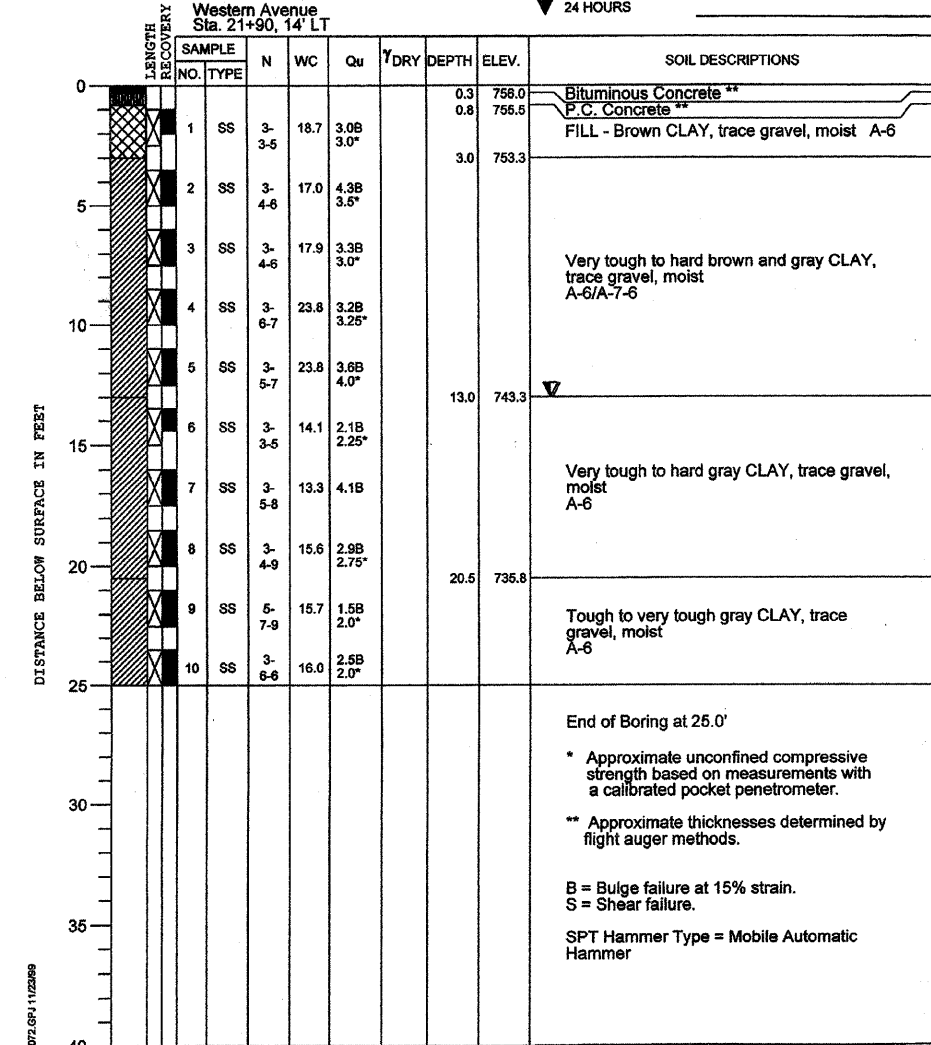 Western Avenue
Sta. 21+90, 14' LT
24 HOURS
LENGTH
RECOVERY
SAMPLE
NO. TYPE N WC Qu γDRY DEPTH ELEV. SOIL DESCRIPTIONS
0
0.3 756.0 Bituminous Concrete **
0.8 755.5 P.C. Concrete **
1 SS 3- 18.7 3.0B FILL - Brown CLAY, trace gravel, moist A-6
3-5 3.0*
3.0 753.3
2 SS 3- 17.0 4.3B
4-6 3.5*
5
3 SS 3- 17.9 3.3B
4-6 3.0*
Very tough to hard brown and gray CLAY,
trace gravel, moist
A-6/A-7-6
4 SS 3- 23.8 3.2B
6-7 3.25*
10
5 SS 3- 23.8 3.6B
5-7 4.0*
13.0 743.3
6 SS 3- 14.1 2.1B
3-5 2.25*
15
Very tough to hard gray CLAY, trace gravel,
moist
A-6
7 SS 3- 13.3 4.1B
5-8
8 SS 3- 15.6 2.9B
4-9 2.75*
20
20.5 735.8
9 SS 5- 15.7 1.5B
7-9 2.0*
Tough to very tough gray CLAY, trace
gravel, moist
A-6
10 SS 3- 16.0 2.5B
6-6 2.0*
25
DISTANCE BELOW SURFACE IN FEET
End of Boring at 25.0'
* Approximate unconfined compressive
strength based on measurements with
a calibrated pocket penetrometer.
30
** Approximate thicknesses determined by
flight auger methods.
B = Bulge failure at 15% strain.
S = Shear failure.
35
SPT Hammer Type = Mobile Automatic
Hammer
072.GPJ 11/23/99
40